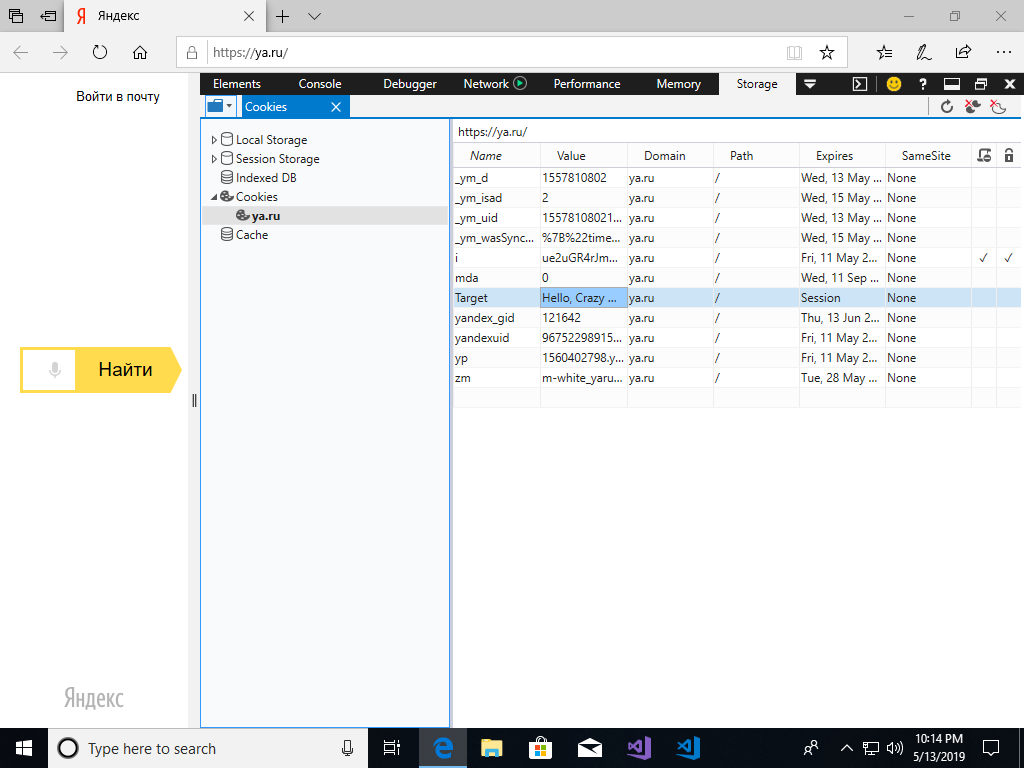 Яндекс
https://ya.ru/
Войти в почту
Найти
Яндекс
Elements Console Debugger Network Performance Memory Storage
Cookies
Local Storage
Session Storage
Indexed DB
Cookies
ya.ru
Cache
https://ya.ru/
Name Value Domain Path Expires SameSite
_ym_d 1557810802 ya.ru / Wed, 13 May ... None
_ym_isad 2 ya.ru / Wed, 15 May ... None
_ym_uid 15578108021... ya.ru / Wed, 13 May ... None
_ym_wasSync... %7B%22time... ya.ru / Wed, 15 May ... None
i ue2uGR4rJm... ya.ru / Fri, 11 May 2... None ✓ ✓
mda 0 ya.ru / Wed, 11 Sep ... None
Target Hello, Crazy ... ya.ru / Session None
yandex_gid 121642 ya.ru / Thu, 13 Jun 2... None
yandexuid 96752298915... ya.ru / Fri, 11 May 2... None
yp 1560402798.y... ya.ru / Fri, 11 May 2... None
zm m-white_yaru... ya.ru / Tue, 28 May ... None
Type here to search
10:14 PM
5/13/2019